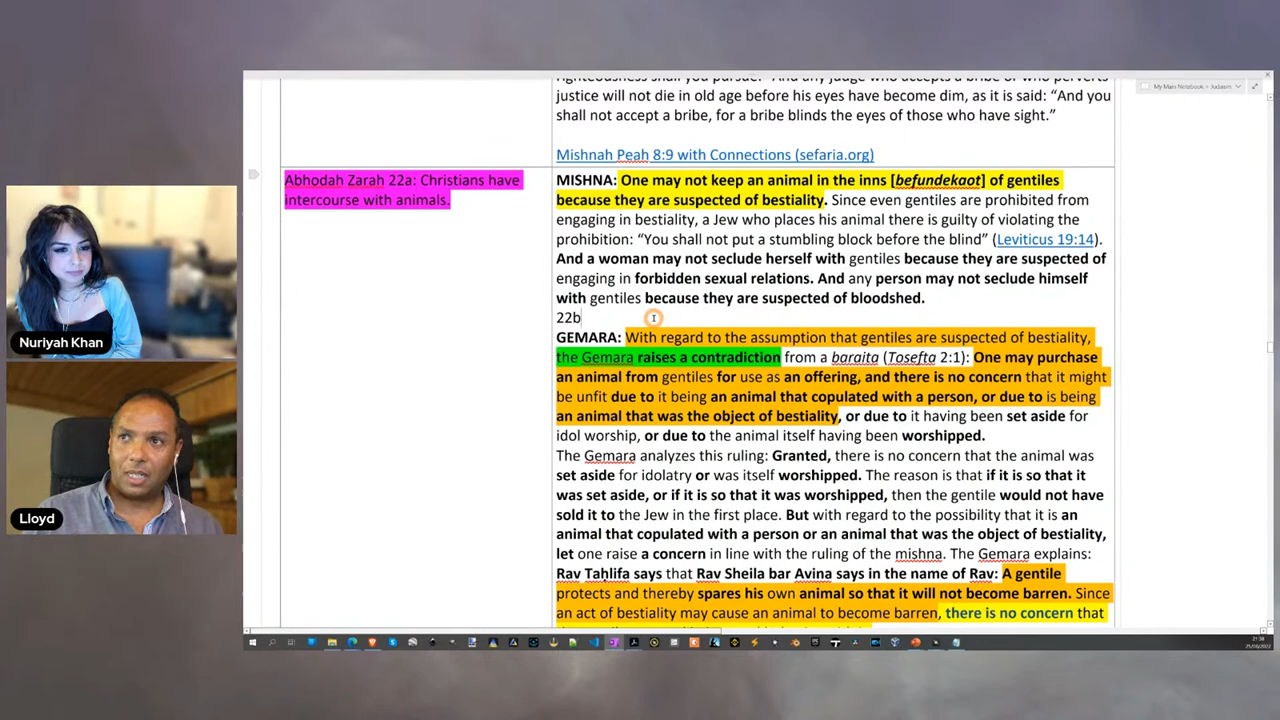 righteousness shall you pursue." And any judge who accepts a bribe or who perverts
justice will not die in old age before his eyes have become dim, as it is said: “And you
shall not accept a bribe, for a bribe blinds the eyes of those who have sight.”
Mishnah Peah 8:9 with Connections (sefaria.org)
My Main Notebook > Judaism
Abhodah Zarah 22a: Christians have
intercourse with animals.
MISHNA: One may not keep an animal in the inns [befundekaot] of gentiles
because they are suspected of bestiality. Since even gentiles are prohibited from
engaging in bestiality, a Jew who places his animal there is guilty of violating the
prohibition: “You shall not put a stumbling block before the blind” (Leviticus 19:14).
And a woman may not seclude herself with gentiles because they are suspected of
engaging in forbidden sexual relations. And any person may not seclude himself
with gentiles because they are suspected of bloodshed.
22b
GEMARA: With regard to the assumption that gentiles are suspected of bestiality,
the Gemara raises a contradiction from a baraita (Tosefta 2:1): One may purchase
an animal from gentiles for use as an offering, and there is no concern that it might
be unfit due to it being an animal that copulated with a person, or due to is being
an animal that was the object of bestiality, or due to it having been set aside for
idol worship, or due to the animal itself having been worshipped.
The Gemara analyzes this ruling: Granted, there is no concern that the animal was
set aside for idolatry or was itself worshipped. The reason is that if it is so that it
was set aside, or if it is so that it was worshipped, then the gentile would not have
sold it to the Jew in the first place. But with regard to the possibility that it is an
animal that copulated with a person or an animal that was the object of bestiality,
let one raise a concern in line with the ruling of the mishna. The Gemara explains:
Rav Tahlifa says that Rav Sheila bar Avina says in the name of Rav: A gentile
protects and thereby spares his own animal so that it will not become barren. Since
an act of bestiality may cause an animal to become barren, there is no concern that
Nuriyah Khan
Lloyd
21:58